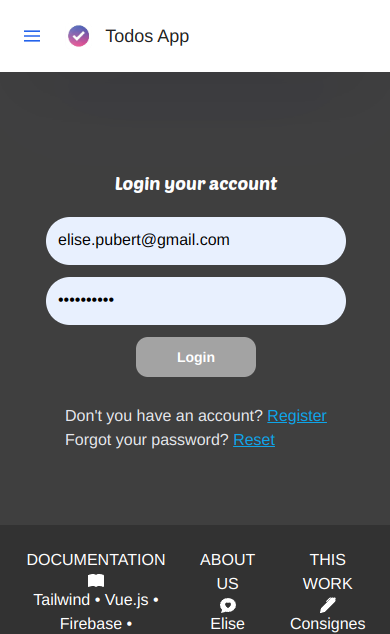 Todos App
Login your account
elise.pubert@gmail.com
••••••••••
Login
Don't you have an account? Register
Forgot your password? Reset
DOCUMENTATION
Tailwind • Vue.js •
Firebase •
ABOUT
US
Elise
THIS
WORK
Consignes